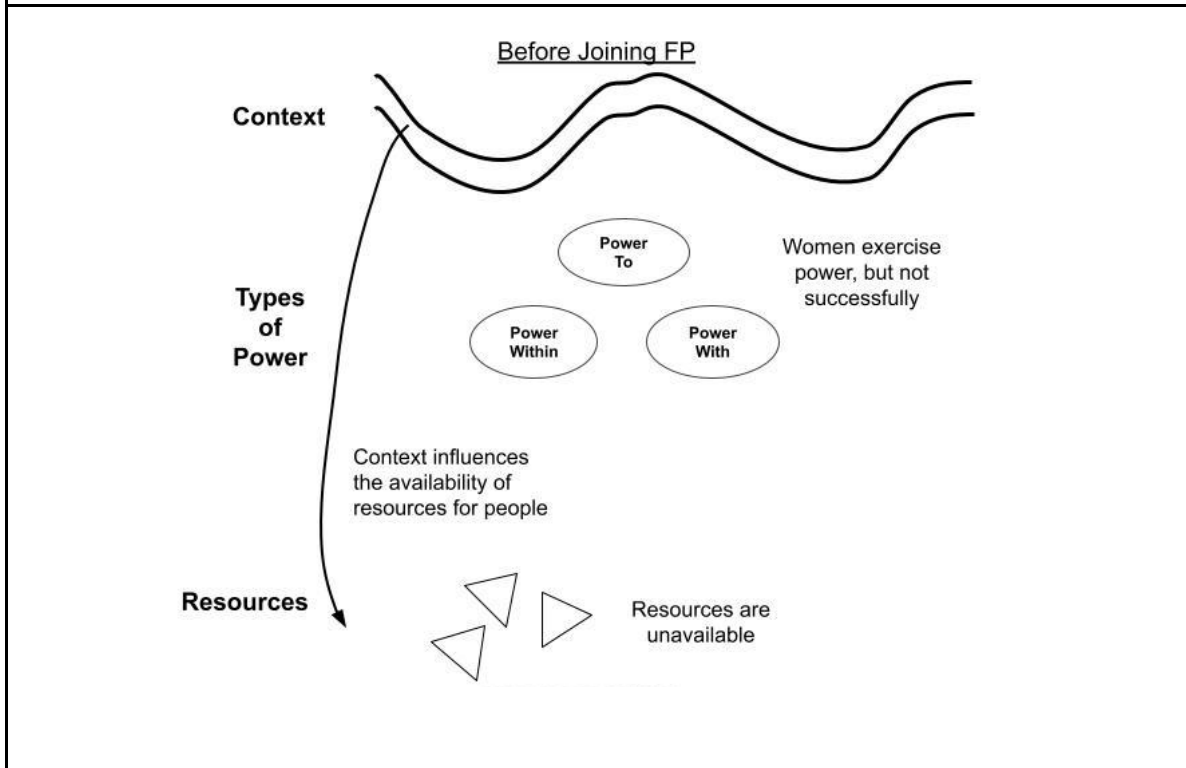 Before Joining FP
Context
Power
To
Women exercise
power, but not
successfully
Types
of
Power
Power
Within
Power
With
Context influences
the availability of
resources for people
Resources
Resources are
unavailable